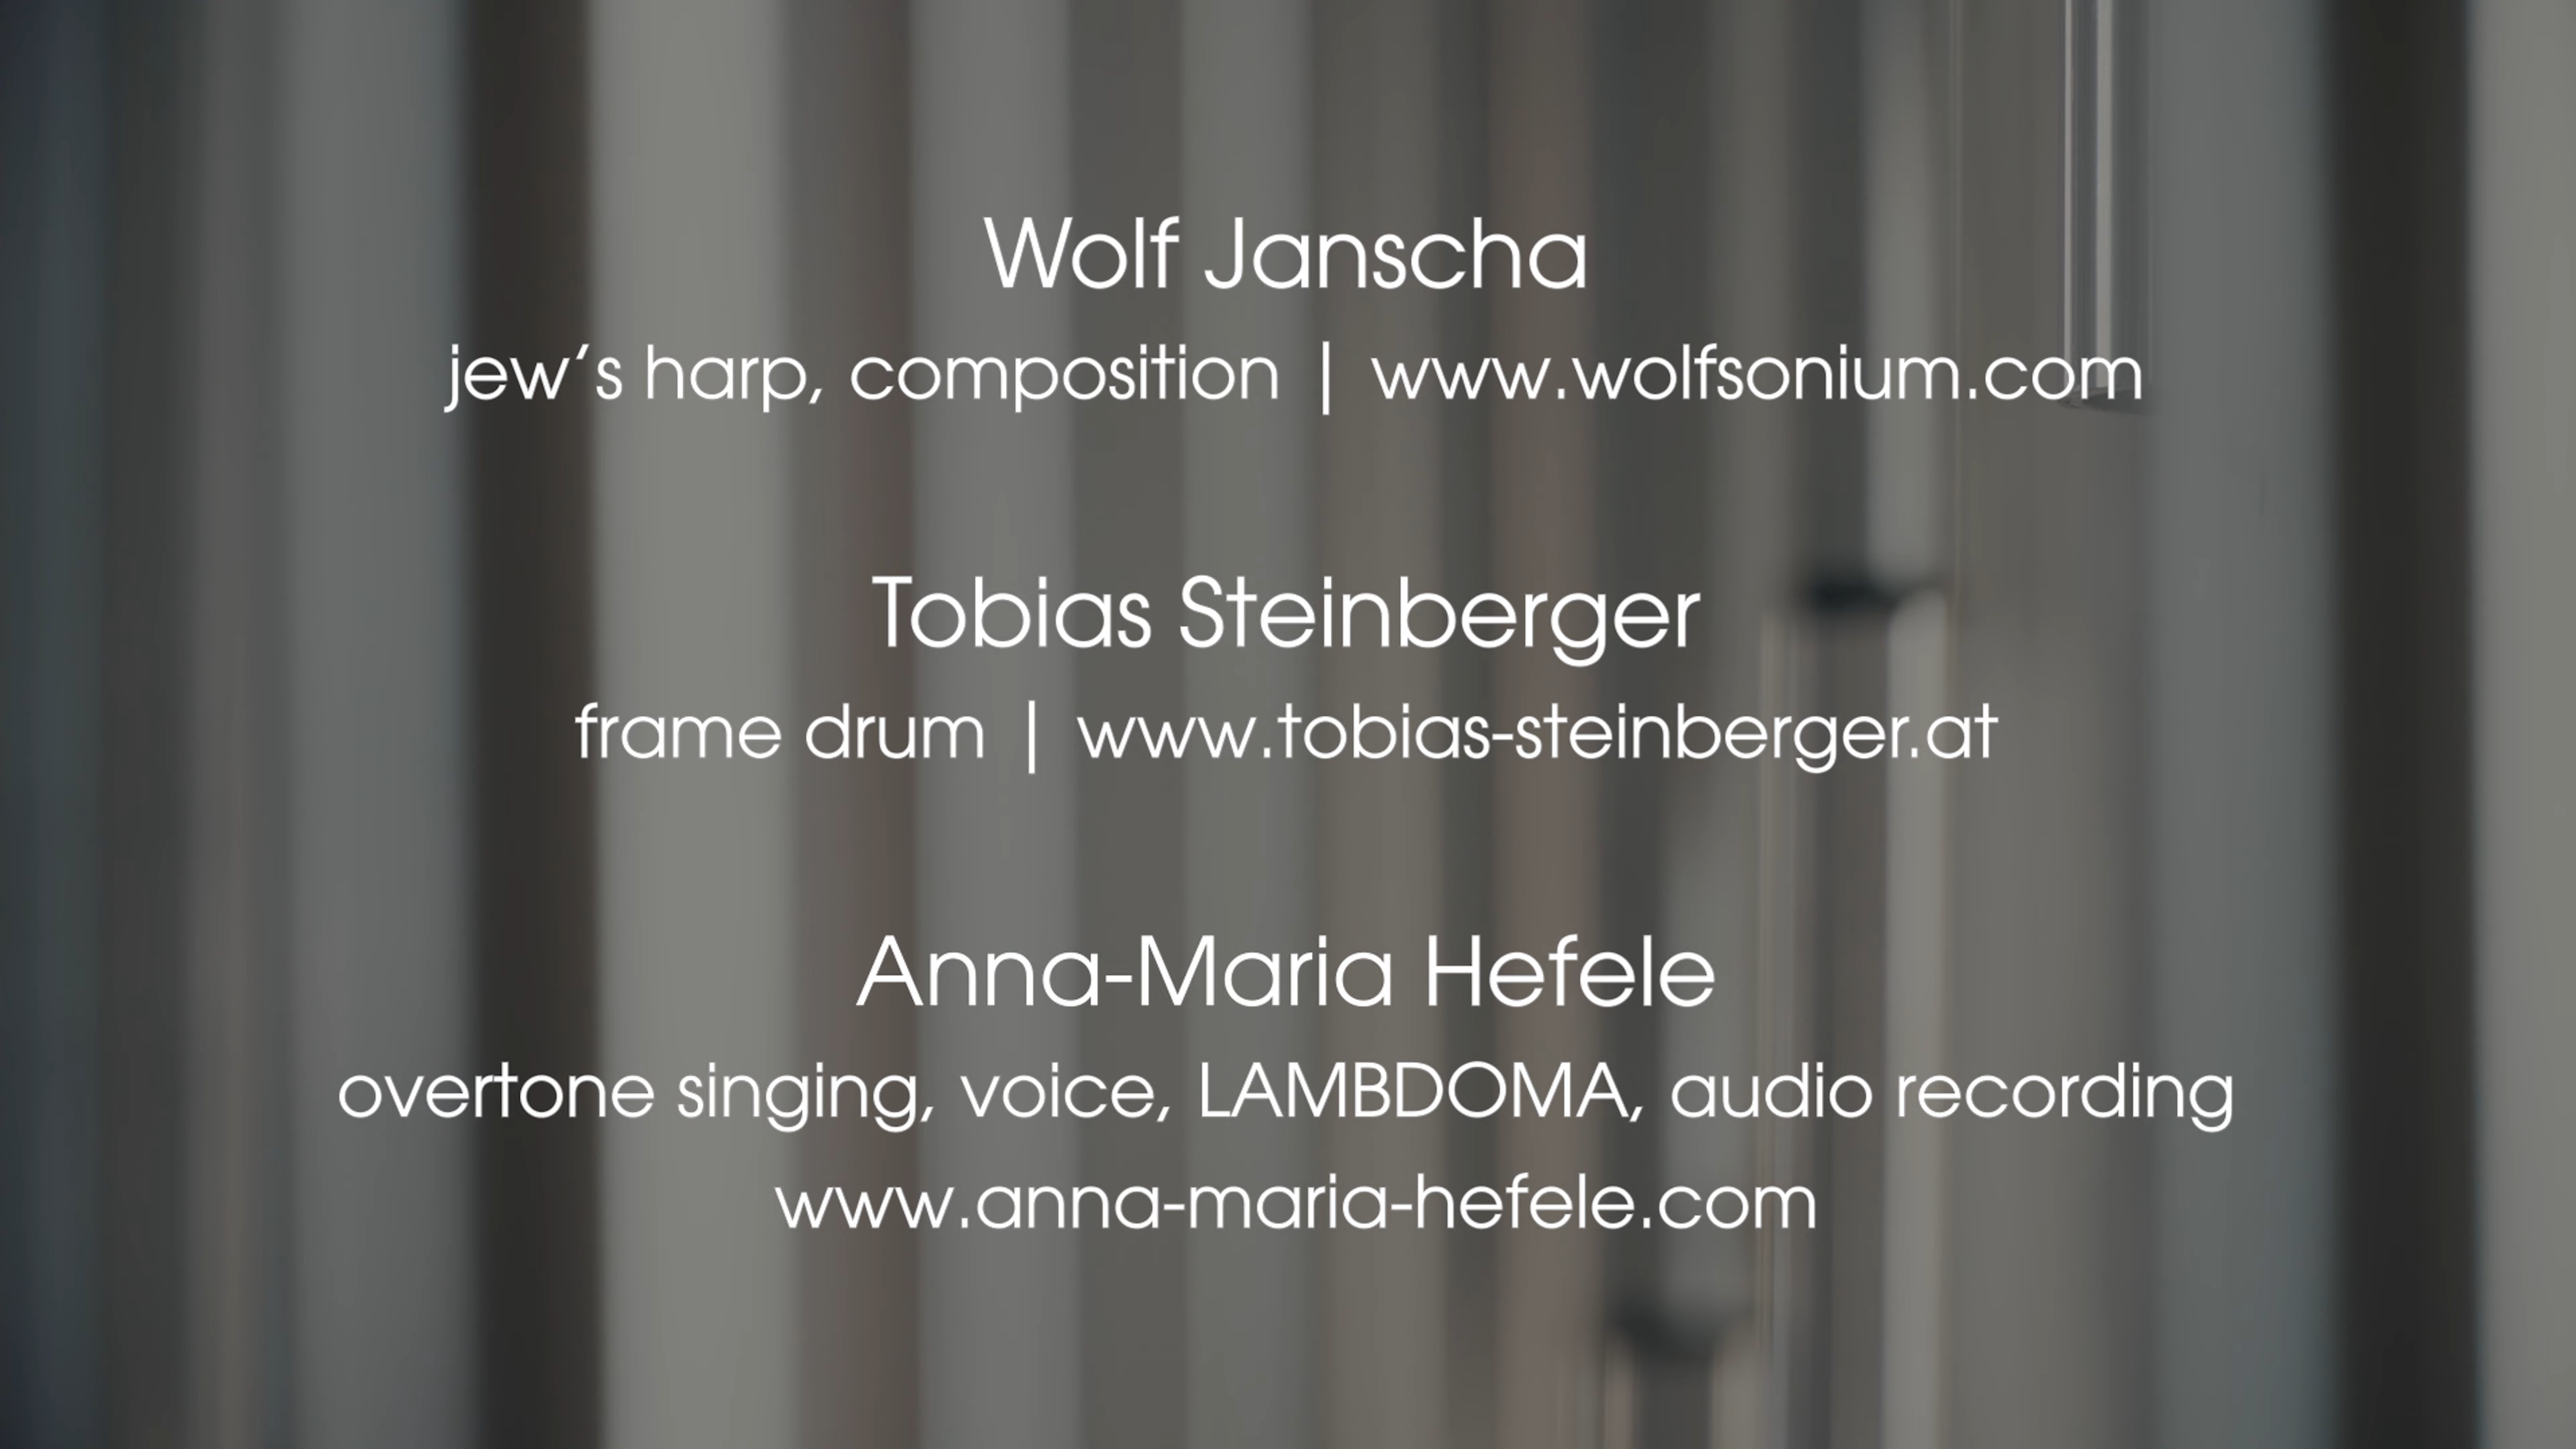 Wolf Janscha
jew‘s harp, composition | www.wolfsonium.com
Tobias Steinberger
frame drum | www.tobias-steinberger.at
Anna-Maria Hefele
overtone singing, voice, LAMBDOMA, audio recording
www.anna-maria-hefele.com